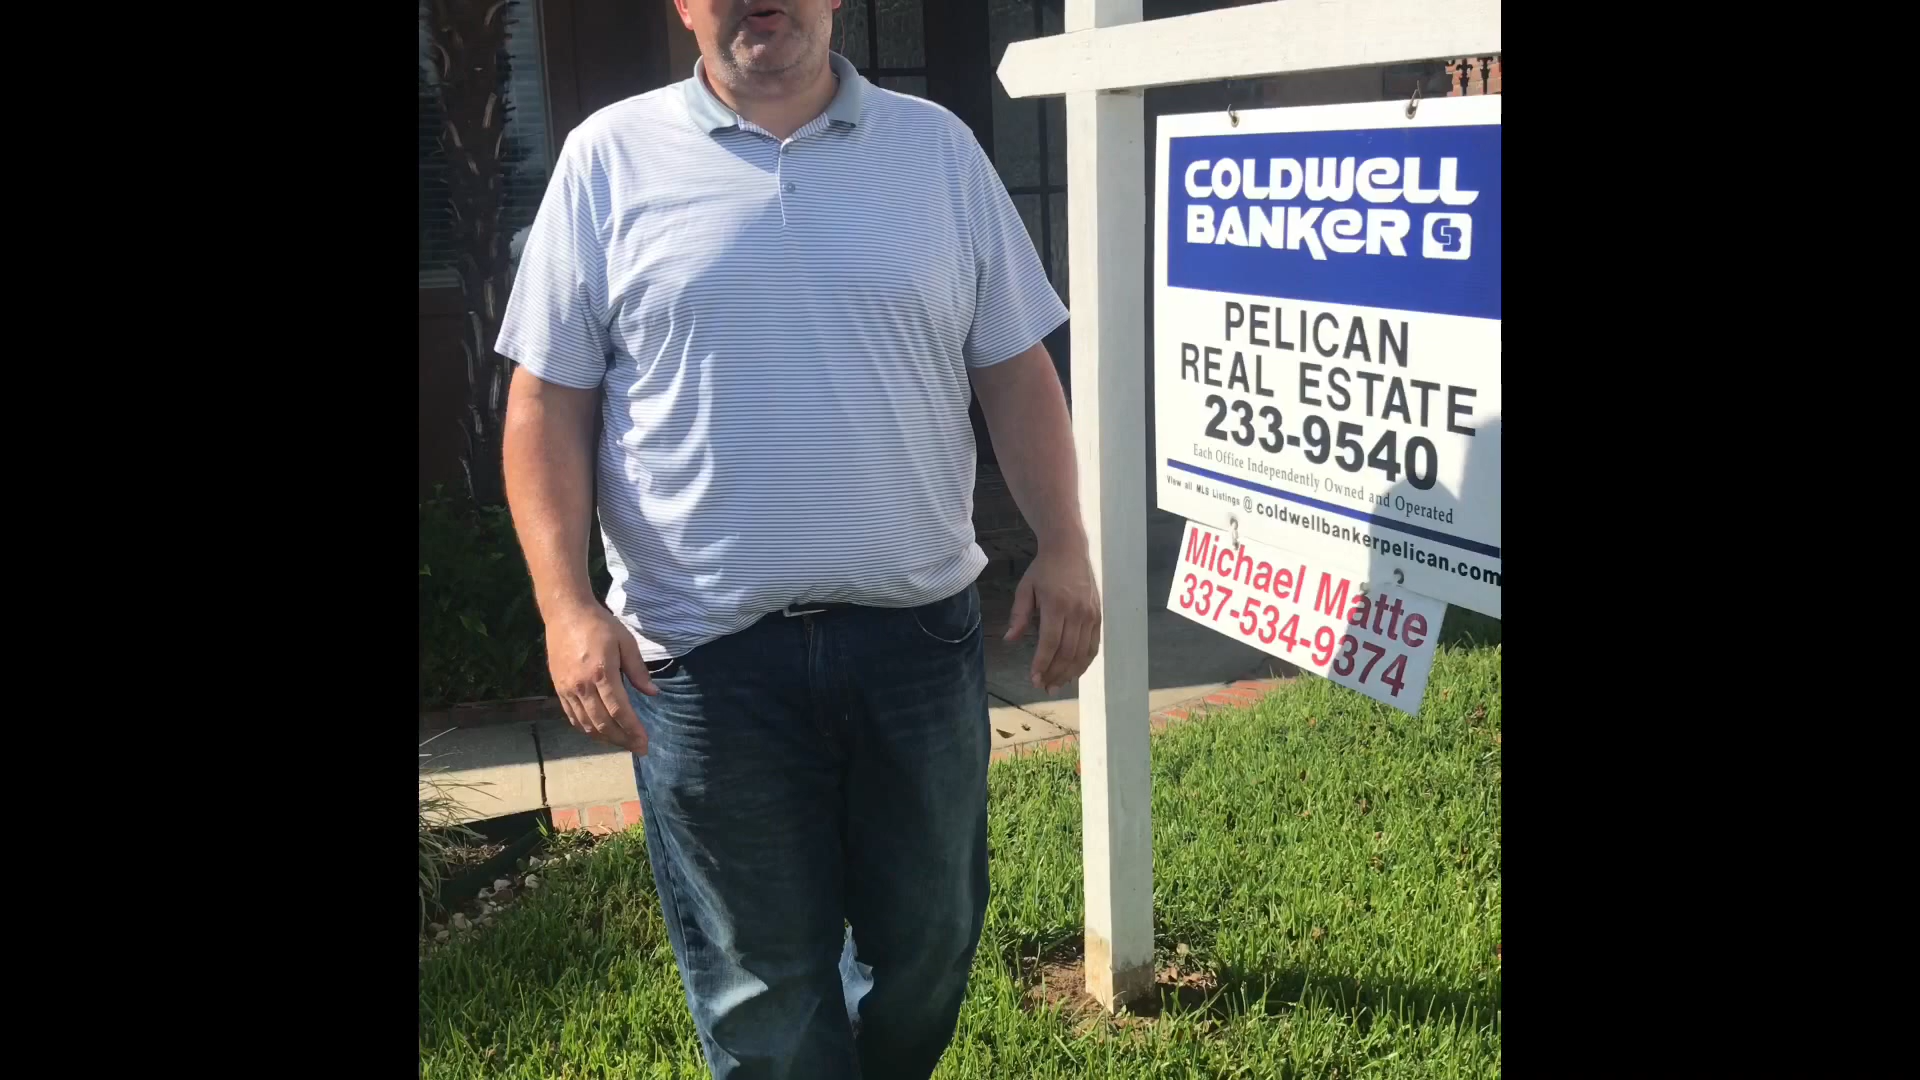 COLDWELL
BANKER CB
PELICAN
REAL ESTATE
233-9540
Each Office Independently Owned and Operated
View all MLS Listings @ coldwellbankerpelican.com
Michael Matte
337-534-9374